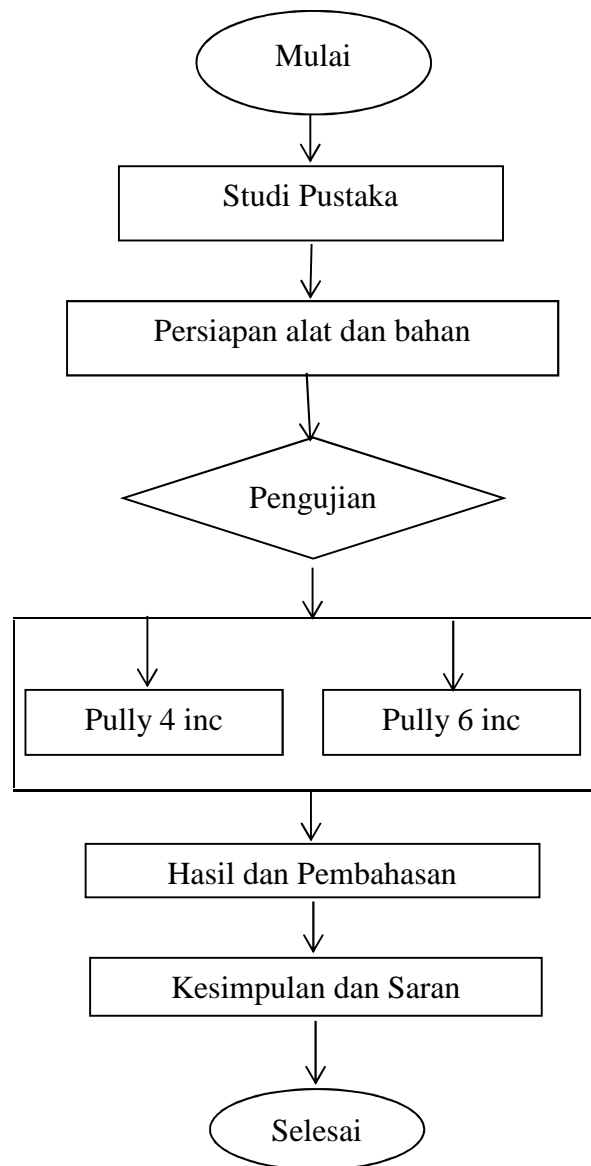 Mulai
Studi Pustaka
Persiapan alat dan bahan
Pengujian
Pully 4 inc
Pully 6 inc
Hasil dan Pembahasan
Kesimpulan dan Saran
Selesai